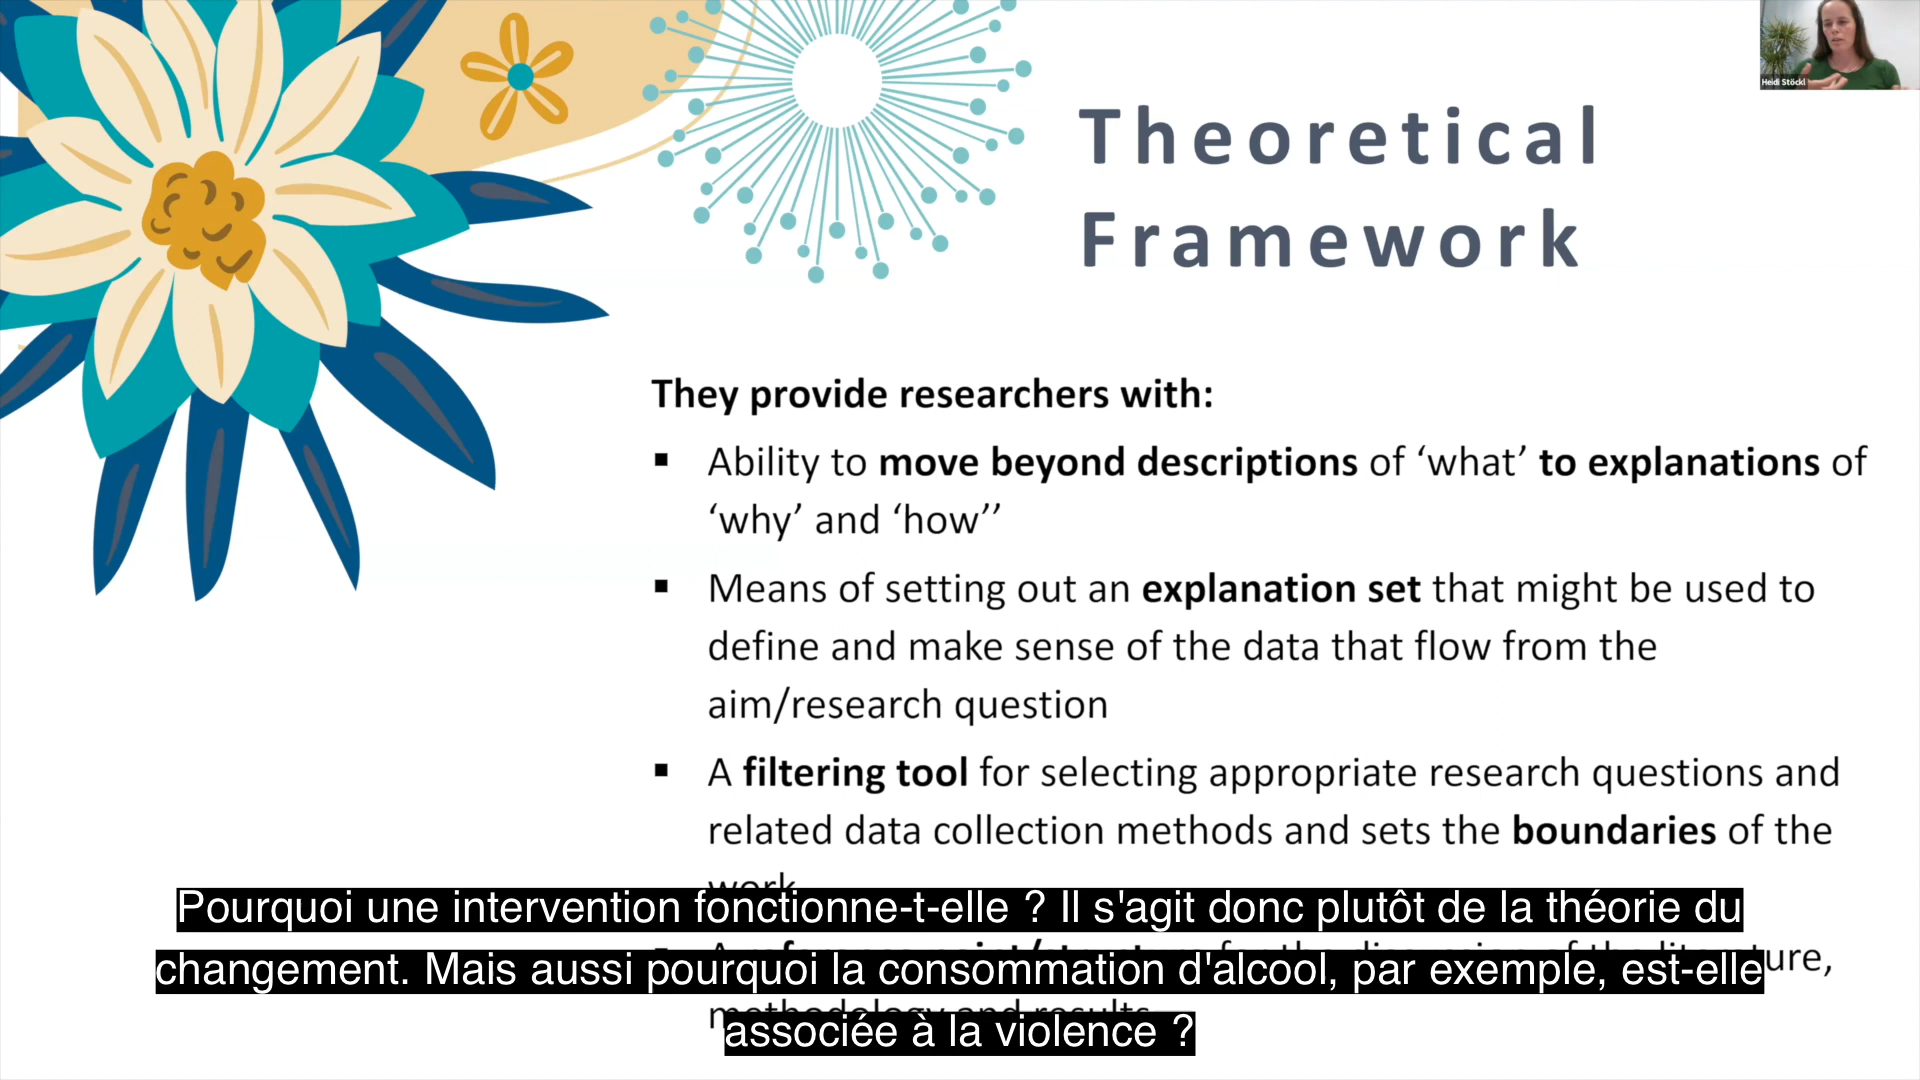 Heidi Stöckl
Theoretical
Framework
They provide researchers with:
▪ Ability to move beyond descriptions of ‘what’ to explanations of
‘why’ and ‘how’’
▪ Means of setting out an explanation set that might be used to
define and make sense of the data that flow from the
aim/research question
▪ A filtering tool for selecting appropriate research questions and
related data collection methods and sets the boundaries of the
work
Pourquoi une intervention fonctionne-t-elle ? Il s'agit donc plutôt de la théorie du
changement. Mais aussi pourquoi la consommation d'alcool, par exemple, est-elle
associée à la violence ?